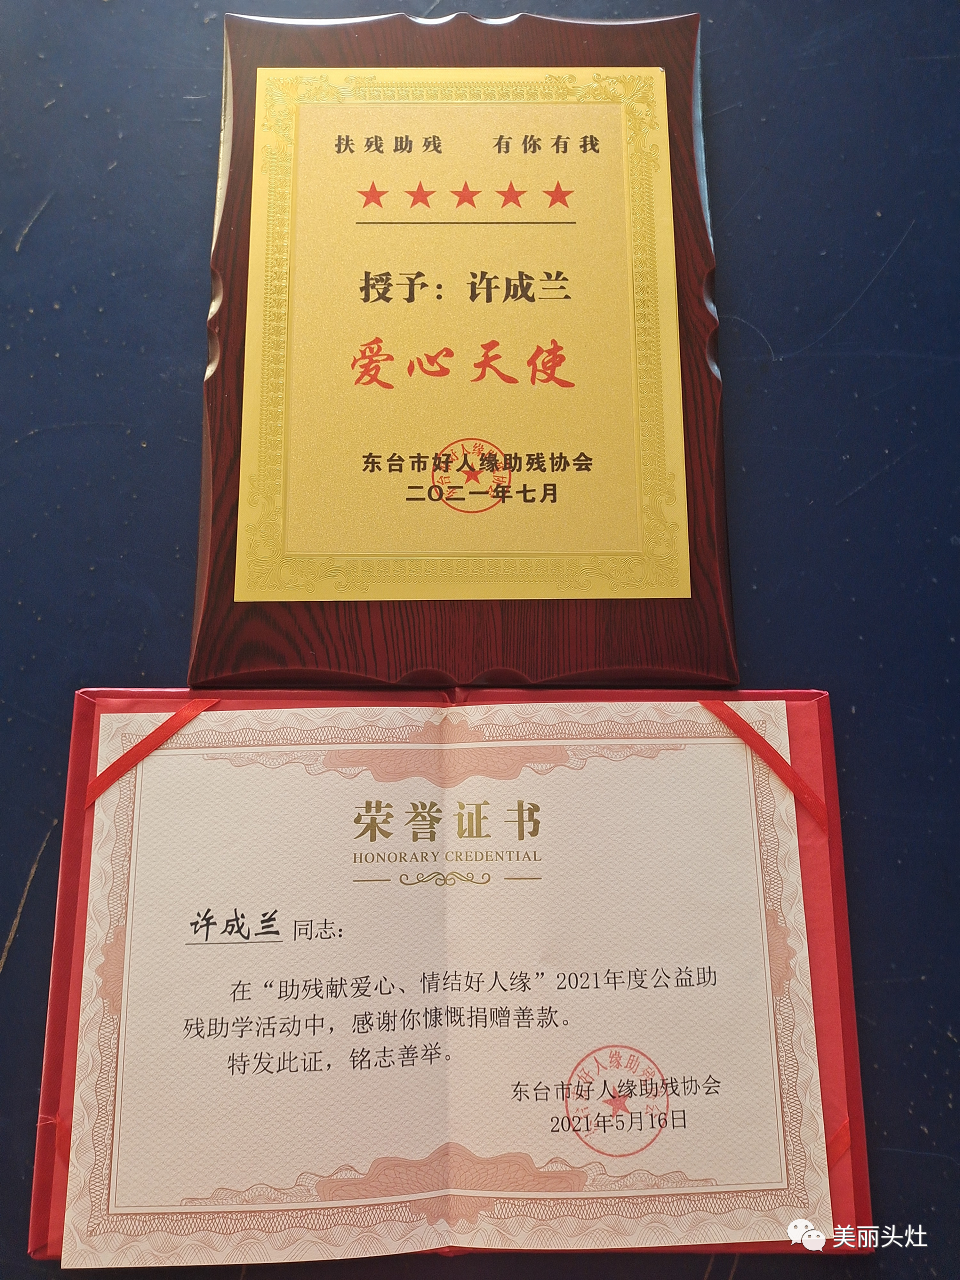 扶残助残 有你有我
★★★★★
授予：许成兰
爱心天使
东台市好人缘助残协会
二〇二一年七月
荣誉证书
HONORARY CREDENTIAL
许成兰 同志：
在“助残献爱心、情结好人缘”2021年度公益助
残助学活动中，感谢你慷慨捐赠善款。
特发此证，铭志善举。
东台市好人缘助残协会
2021年5月16日
美丽头灶